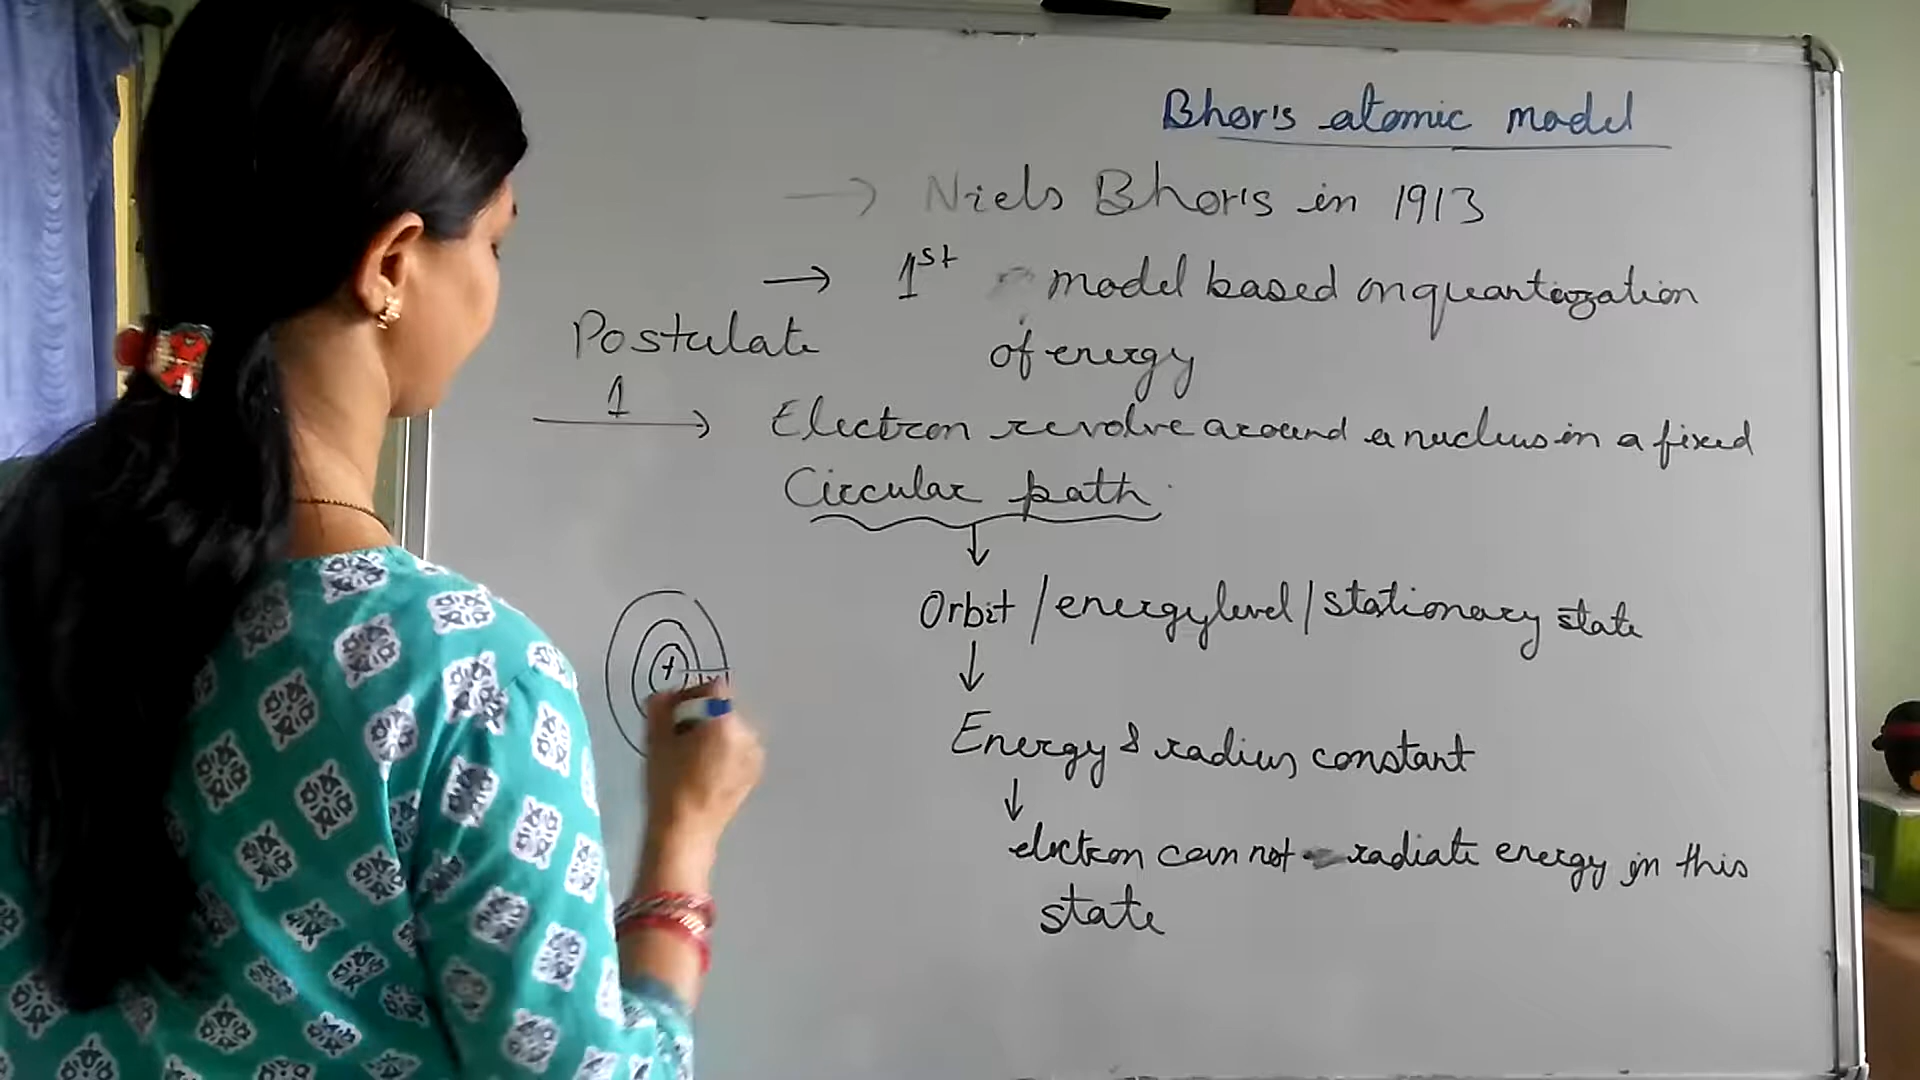 Bhor's atomic model
→ Niels Bhor's in 1913
→ 1st model based on quantization
of energy
Postulate
1
→ Electron revolve around a nucleus in a fixed
Circular path.
↓
Orbit / energy level / stationary state
↓
Energy & radius constant
↓
electron can not radiate energy in this
state
+